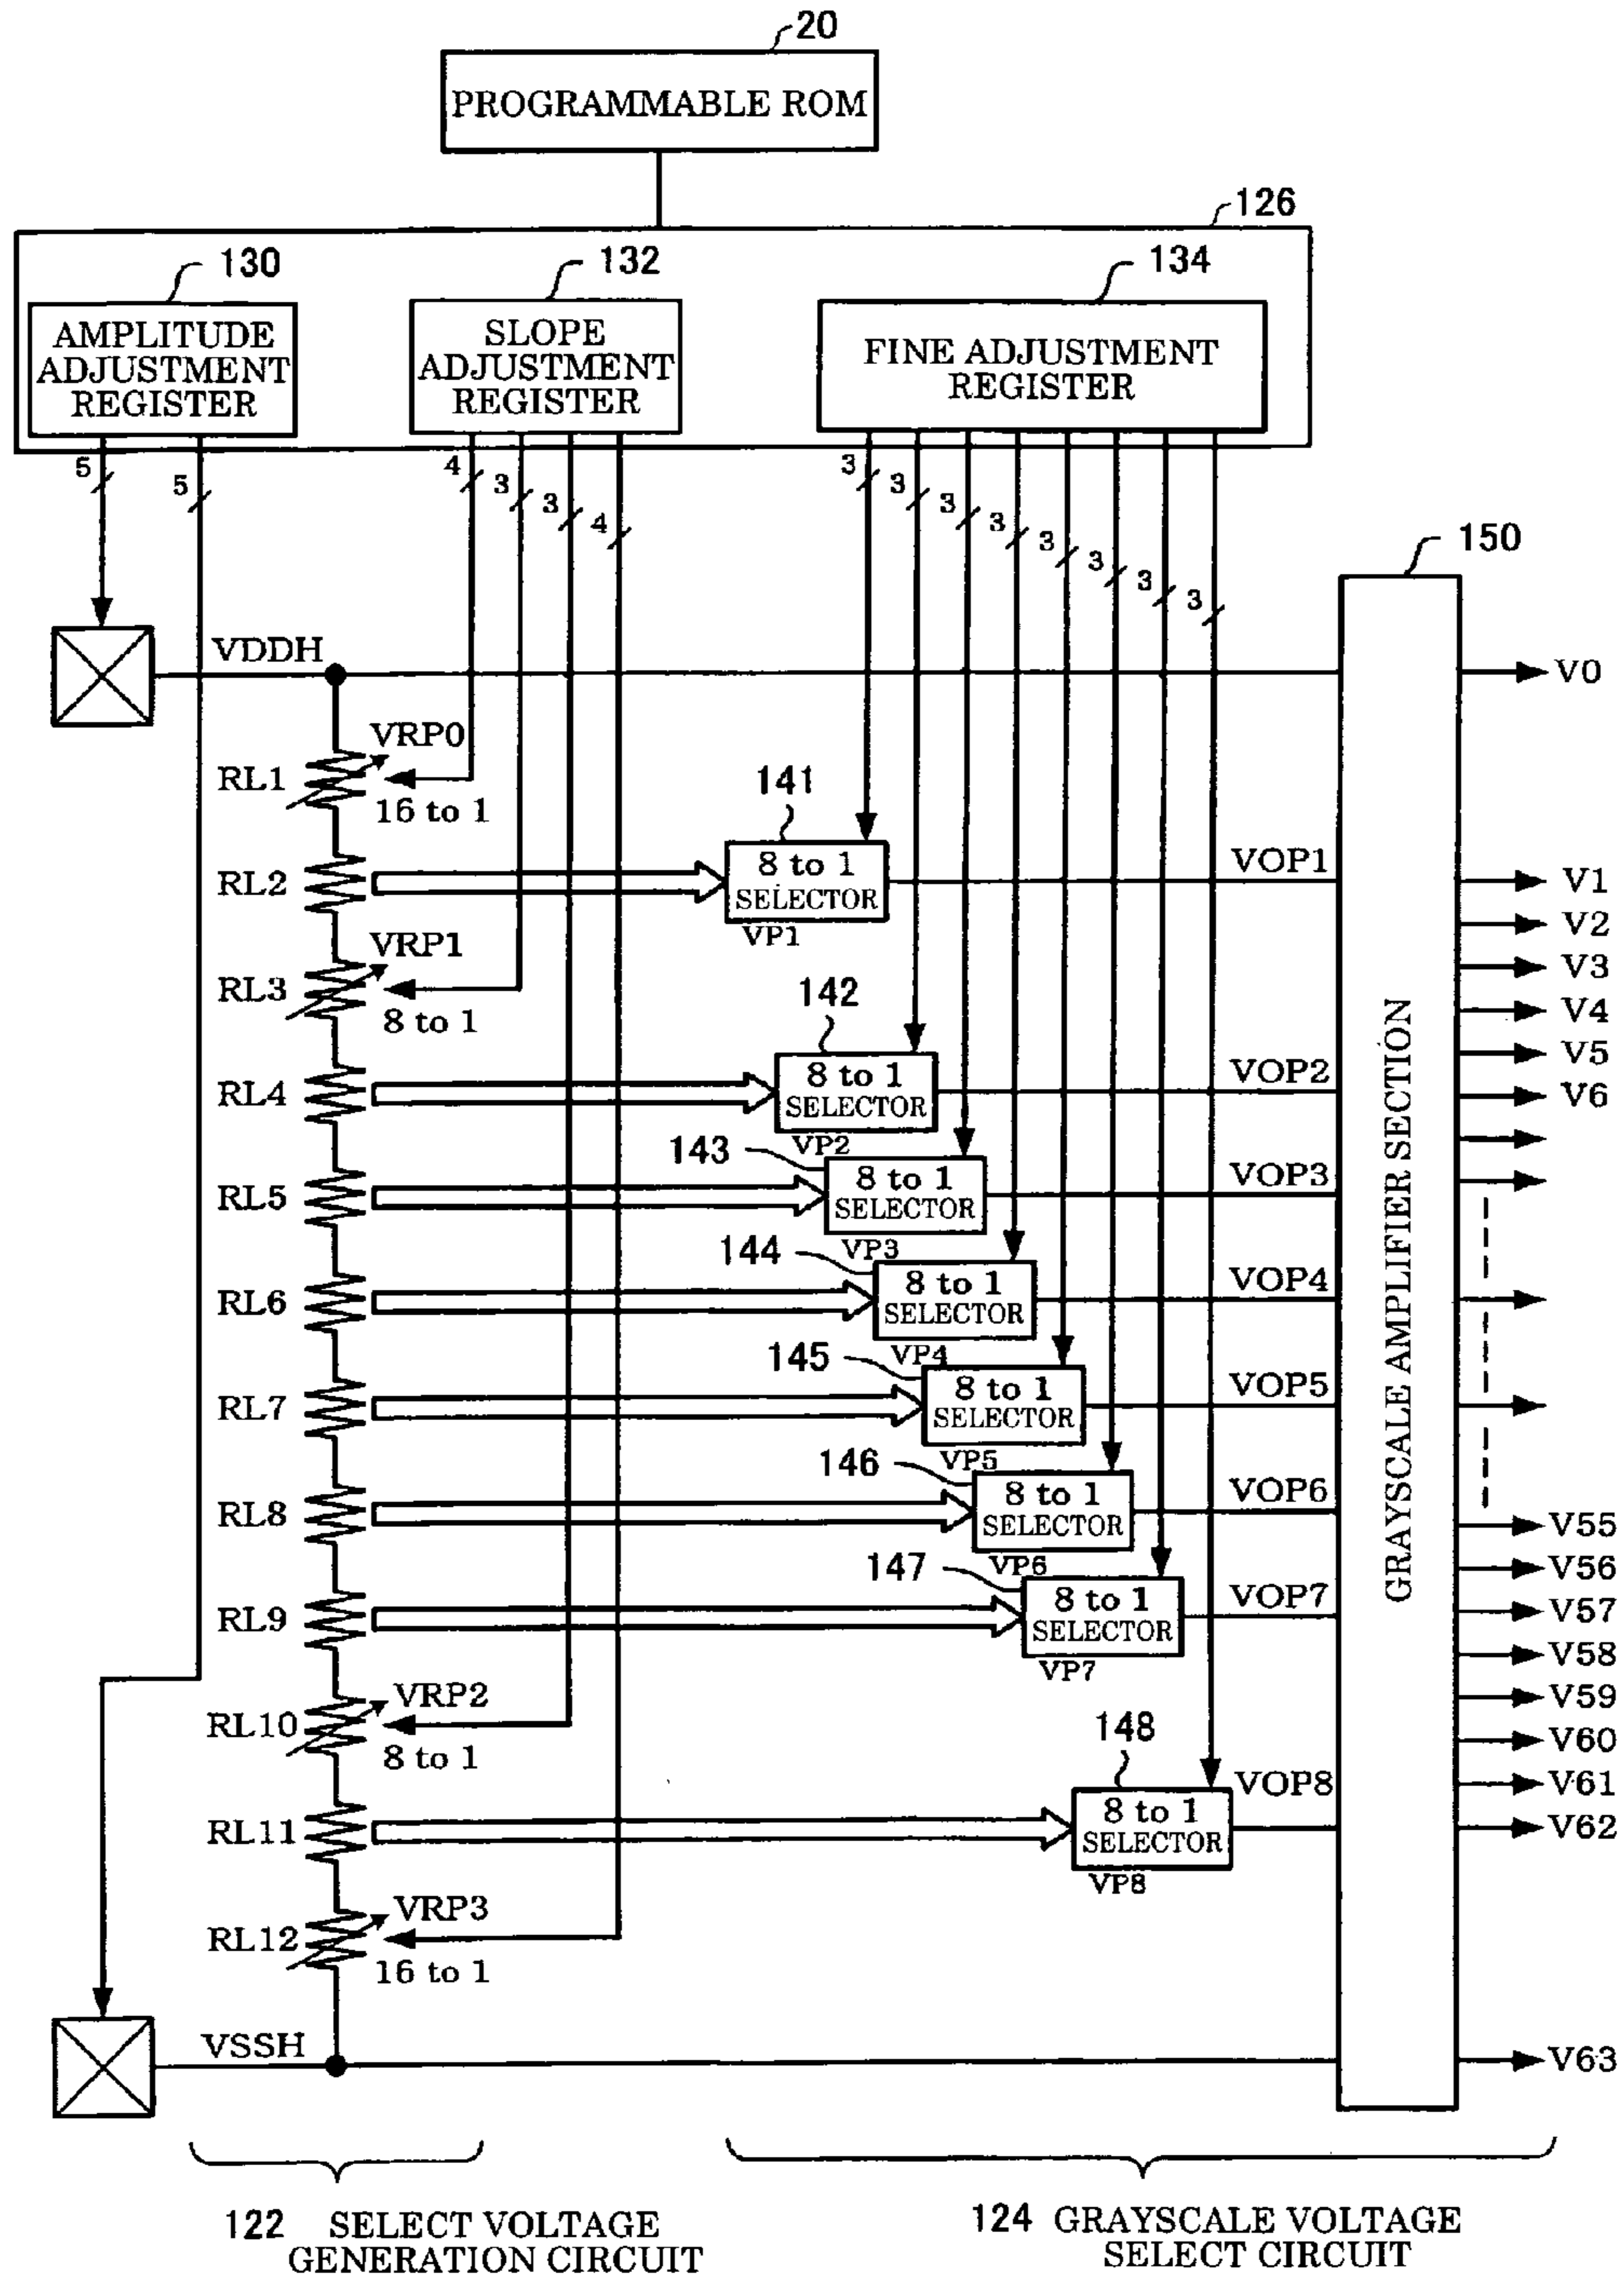 20
PROGRAMMABLE ROM
126
130
132
134
AMPLITUDE
ADJUSTMENT
REGISTER
SLOPE
ADJUSTMENT
REGISTER
FINE ADJUSTMENT
REGISTER
5
5
4
3
3
4
3
3
3
3
3
3
3
3
150
VDDH
V0
VRP0
RL1
16 to 1
141
RL2
8 to 1
SELECTOR
VP1
VOP1
V1
V2
VRP1
RL3
8 to 1
V3
142
V4
V5
RL4
8 to 1
SELECTOR
VP2
VOP2
V6
143
RL5
8 to 1
SELECTOR
VP3
VOP3
144
RL6
8 to 1
SELECTOR
VP4
VOP4
145
RL7
8 to 1
SELECTOR
VP5
VOP5
146
RL8
8 to 1
SELECTOR
VP6
VOP6
GRAYSCALE AMPLIFIER SECTION
V55
V56
147
RL9
8 to 1
SELECTOR
VP7
VOP7
V57
V58
VRP2
RL10
8 to 1
V59
148
V60
V61
RL11
8 to 1
SELECTOR
VP8
VOP8
V62
VRP3
RL12
16 to 1
VSSH
V63
122 SELECT VOLTAGE
GENERATION CIRCUIT
124 GRAYSCALE VOLTAGE
SELECT CIRCUIT